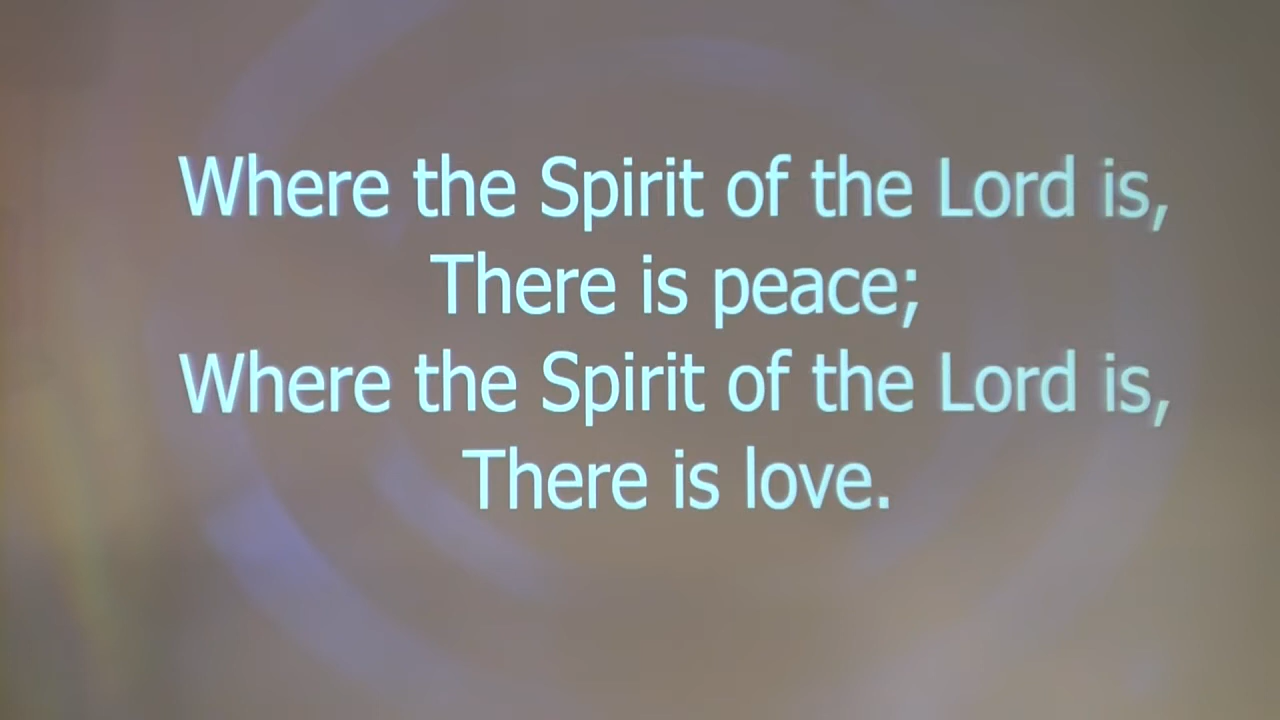 Where the Spirit of the Lord is,
There is peace;
Where the Spirit of the Lord is,
There is love.